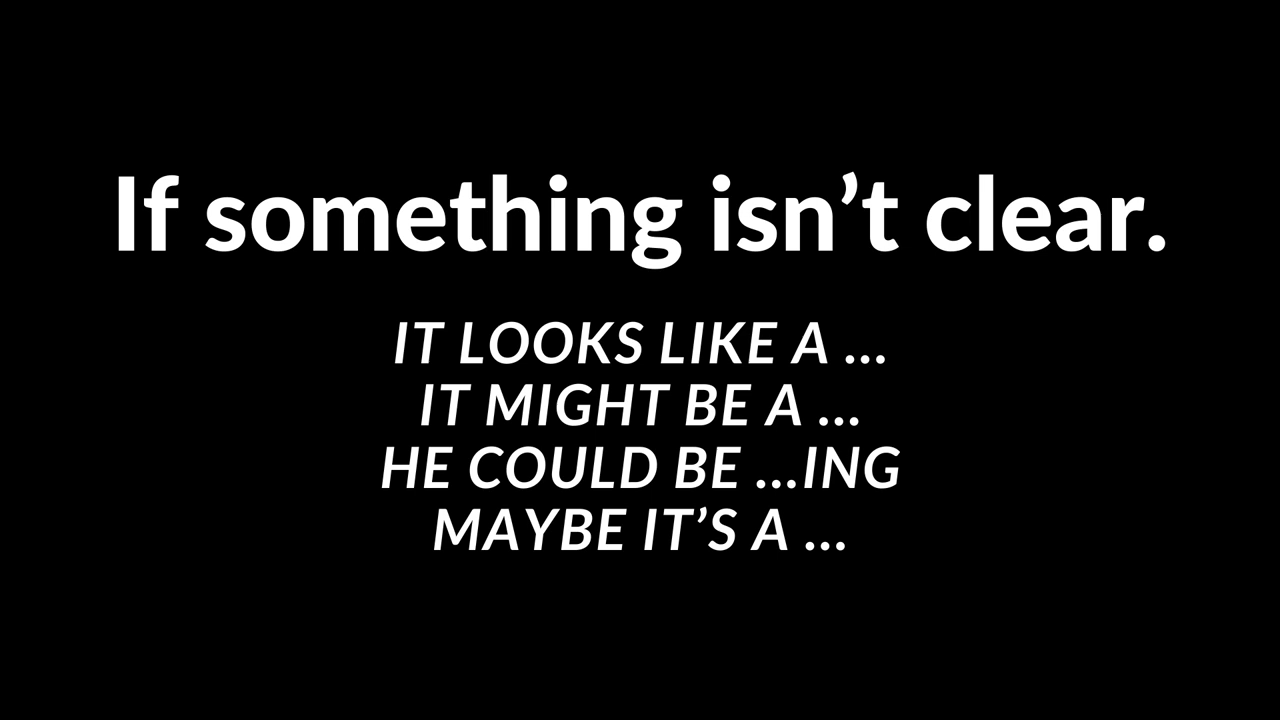 If something isn’t clear.
IT LOOKS LIKE A ...
IT MIGHT BE A ...
HE COULD BE ...ING
MAYBE IT’S A ...